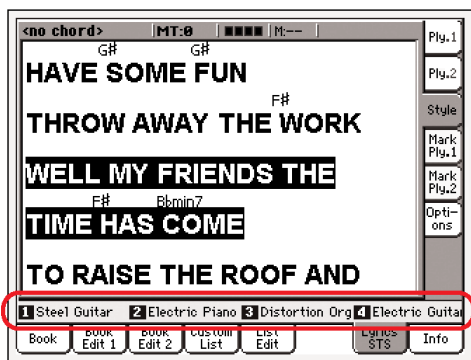 <no chord> MT:0 M:--
Ply.1
G# G#
HAVE SOME FUN
Ply.2
F#
THROW AWAY THE WORK
Style
Mark
Ply.1
WELL MY FRIENDS THE
Mark
Ply.2
F# Bbmin7
TIME HAS COME
Opti-
ons
TO RAISE THE ROOF AND
1 Steel Guitar 2 Electric Piano 3 Distortion Org 4 Electric Guitar
Book
Book
Edit 1
Book
Edit 2
Custom
List
List
Edit
Lyrics
STS
Info